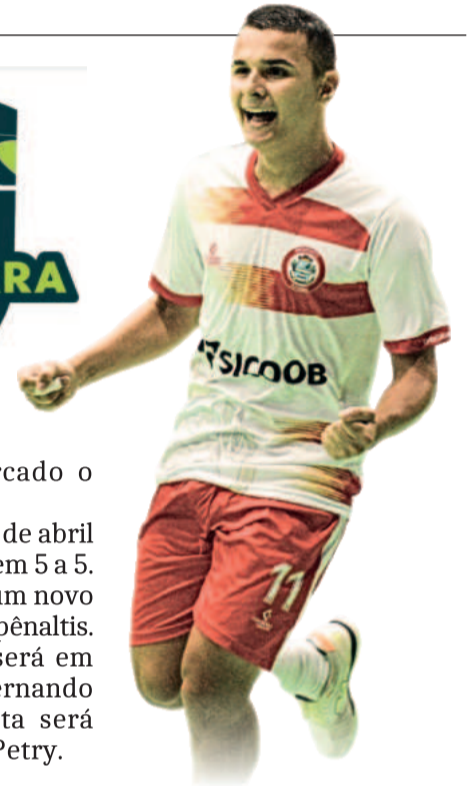 RA
SICOOB
11
rcado o
de abril
em 5 a 5.
um novo
pênaltis.
será em
ernando
ta será
Petry.